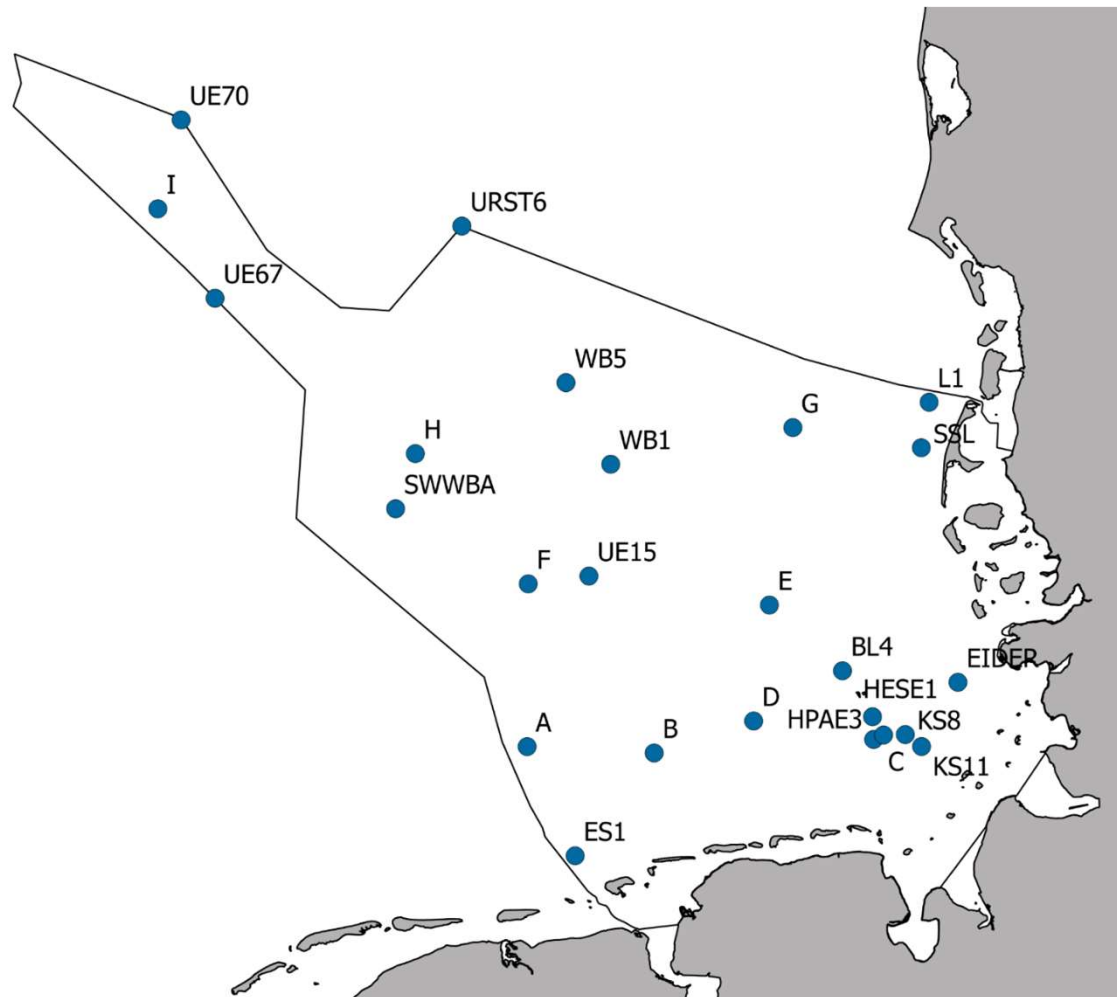 UE70
I
URST6
UE67
WB5
L1
G
H
SSL
WB1
SWWBA
UE15
F
E
BL4
EIDER
HESE1
D
HPAE3
KS8
A
B
C
KS11
ES1